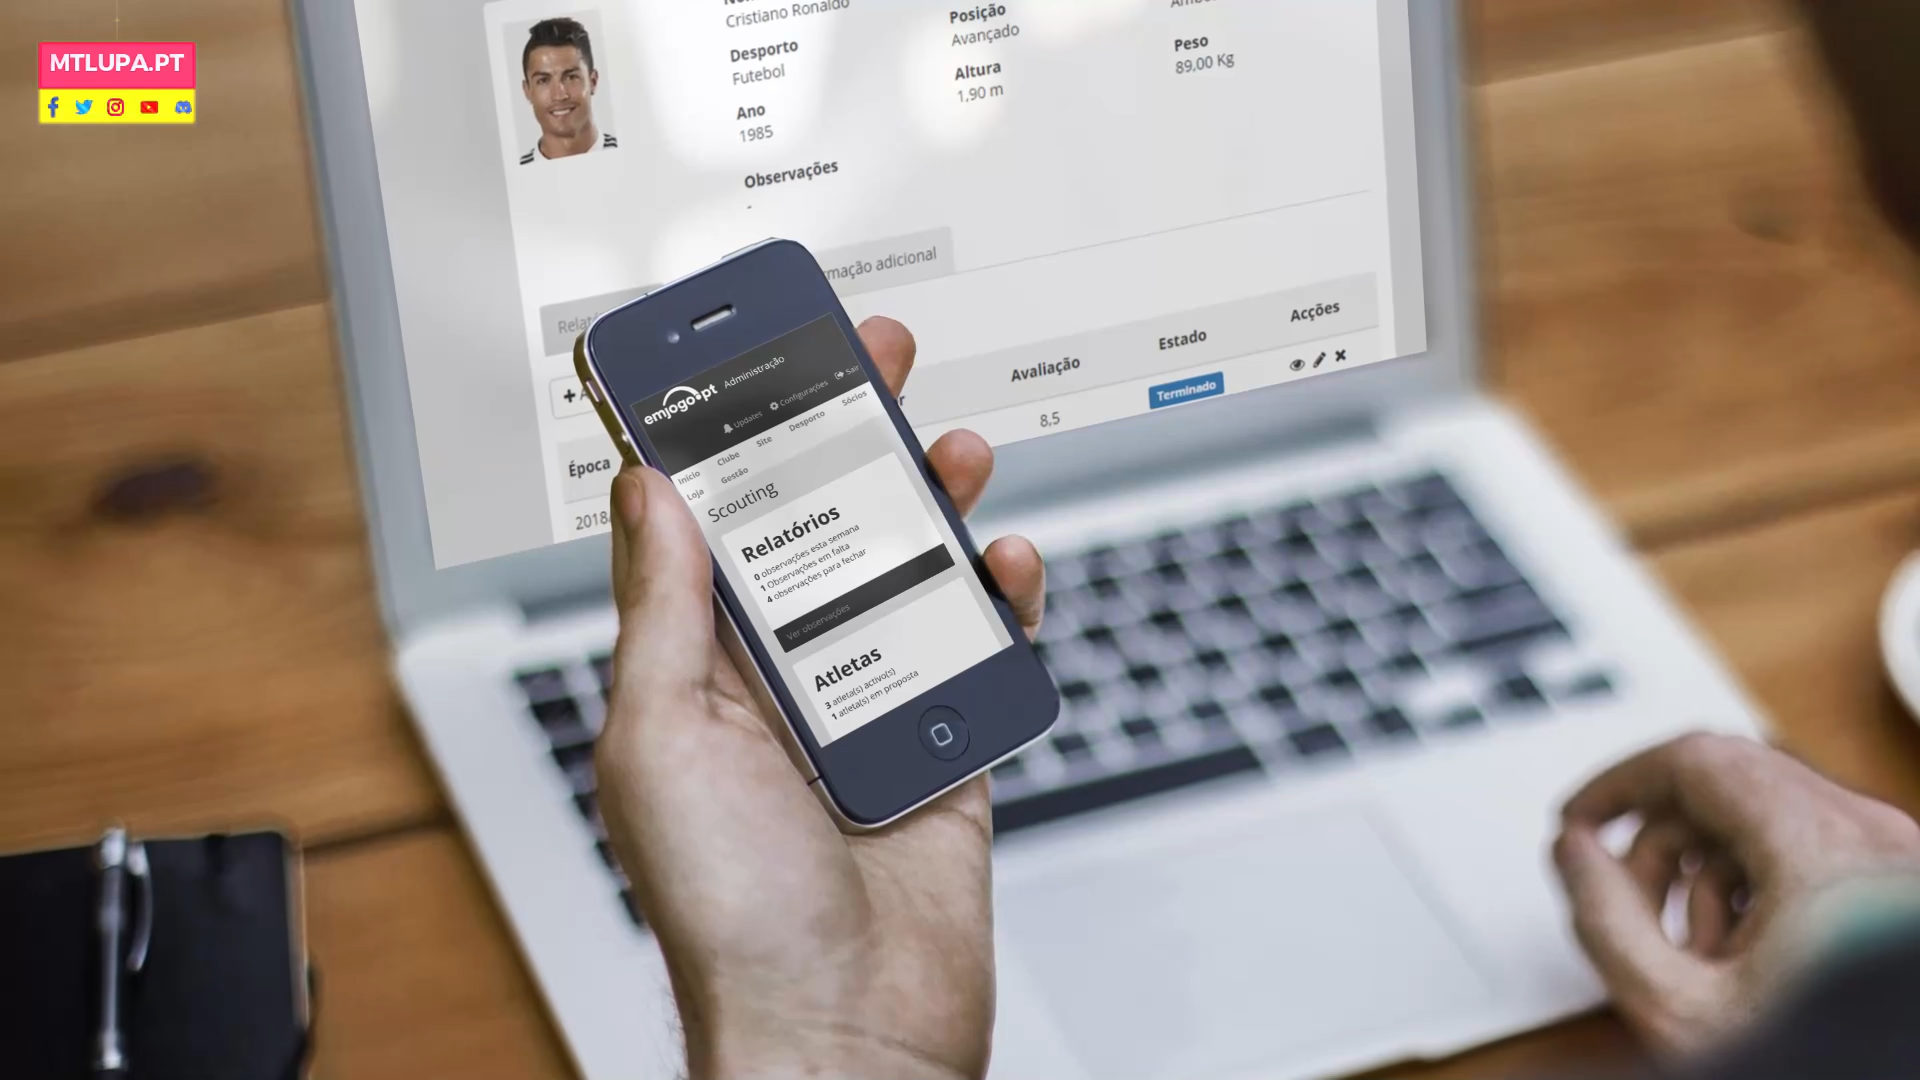 MTLUPA.PT
Cristiano Ronaldo
Desporto
Futebol
Ano
1985
Observações
-
Posição
Avançado
Altura
1,90 m
Peso
89,00 Kg
mação adicional
Avaliação
Estado
Acções
Época
8,5
Terminado
emjogo.pt Administração
Updates
Configurações
Sair
Início
Clube
Site
Desporto
Sócios
Loja
Gestão
Scouting
Relatórios
0 observações esta semana
1 Observações em falta
4 observações para fechar
Ver observações
Atletas
3 atleta(s) activo(s)
1 atleta(s) em proposta